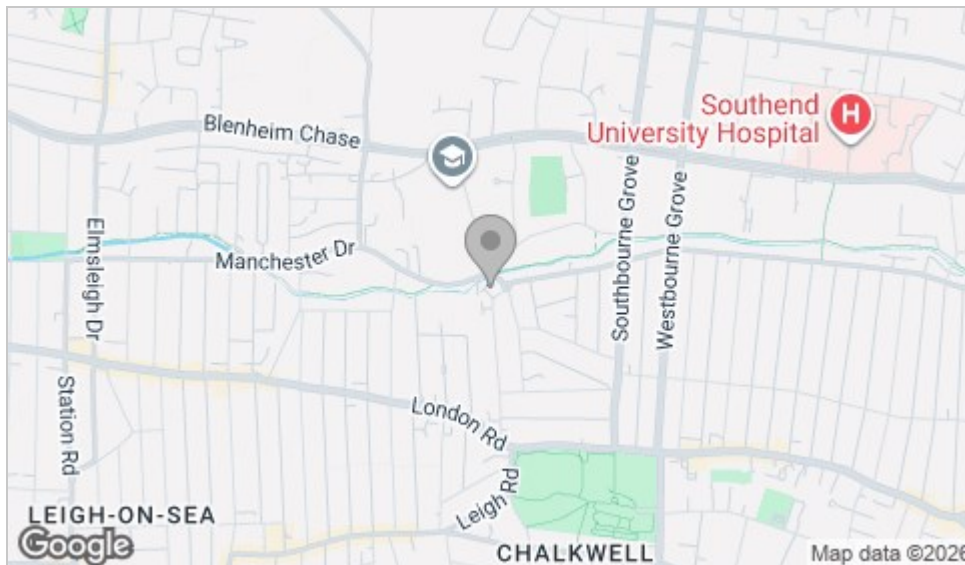 Southend
University Hospital
H
Blenheim Chase
Elmsleigh Dr
Manchester Dr
Southbourne Grove
Westbourne Grove
Station Rd
London Rd
Leigh Rd
LEIGH-ON-SEA
Google
CHALKWELL
Map data ©2026